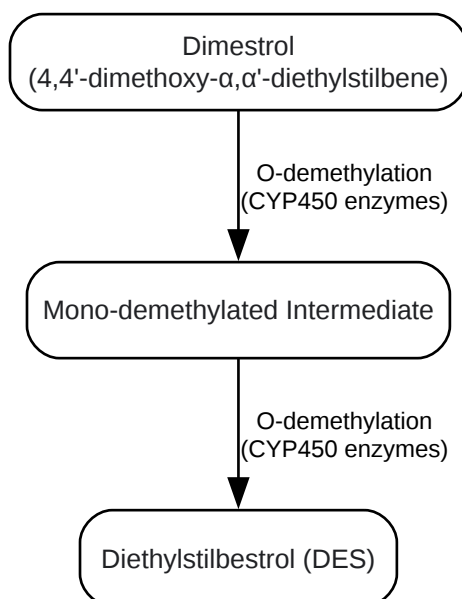 Dimestrol
(4,4'-dimethoxy-α,α'-diethylstilbene)
O-demethylation
(CYP450 enzymes)
Mono-demethylated Intermediate
O-demethylation
(CYP450 enzymes)
Diethylstilbestrol (DES)